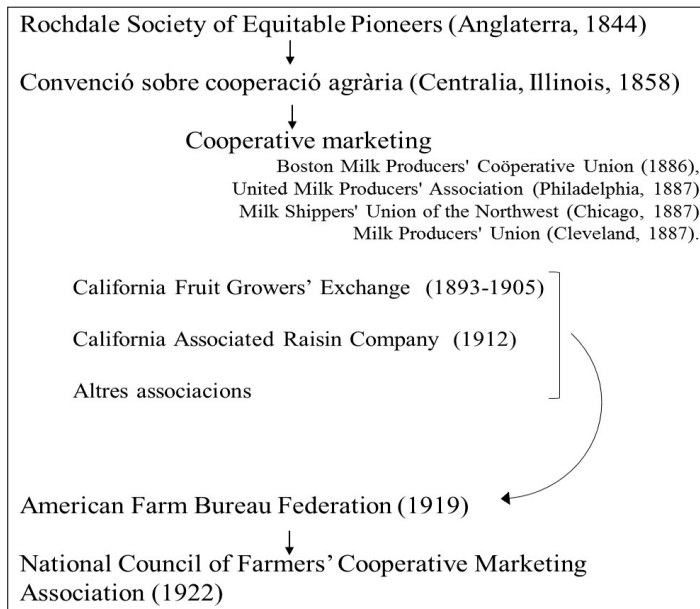 Rochdale Society of Equitable Pioneers (Anglaterra, 1844)
Convenció sobre cooperació agrària (Centralia, Illinois, 1858)
Cooperative marketing
Boston Milk Producers' Coöperative Union (1886),
United Milk Producers' Association (Philadelphia, 1887)
Milk Shippers' Union of the Northwest (Chicago, 1887)
Milk Producers' Union (Cleveland, 1887).
California Fruit Growers’ Exchange (1893-1905)
California Associated Raisin Company (1912)
Altres associacions
American Farm Bureau Federation (1919)
National Council of Farmers’ Cooperative Marketing
Association (1922)